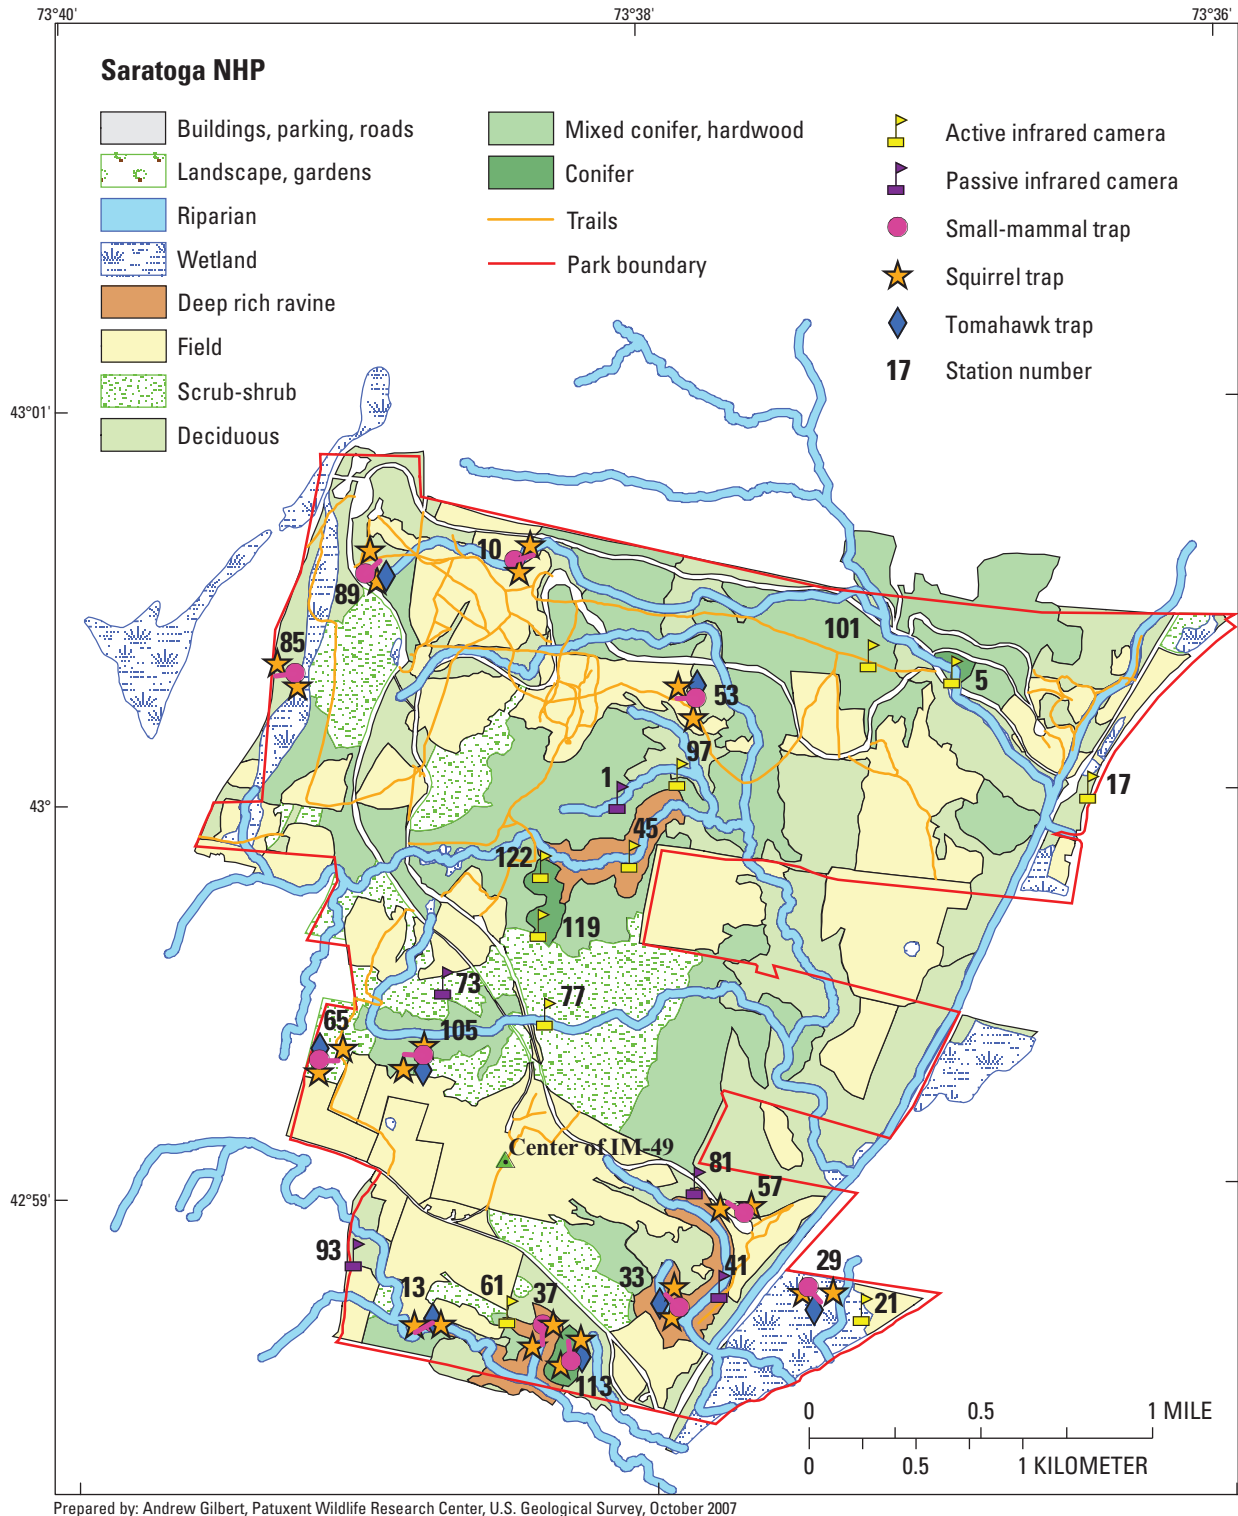 73°40' 73°38' 73°36'
Saratoga NHP
Buildings, parking, roads
Landscape, gardens
Riparian
Wetland
Deep rich ravine
Field
Scrub-shrub
Deciduous
Mixed conifer, hardwood
Conifer
Trails
Park boundary
Active infrared camera
Passive infrared camera
Small-mammal trap
Squirrel trap
Tomahawk trap
17 Station number
43°01'
10
89
101
85
5
53
97
1
17
43°
45
122
119
73
77
65
105
Center of IM-49
81
57
42°59'
93
29
41
33
13
61
37
21
113
0 0.5 1 MILE
0 0.5 1 KILOMETER
Prepared by: Andrew Gilbert, Patuxent Wildlife Research Center, U.S. Geological Survey, October 2007